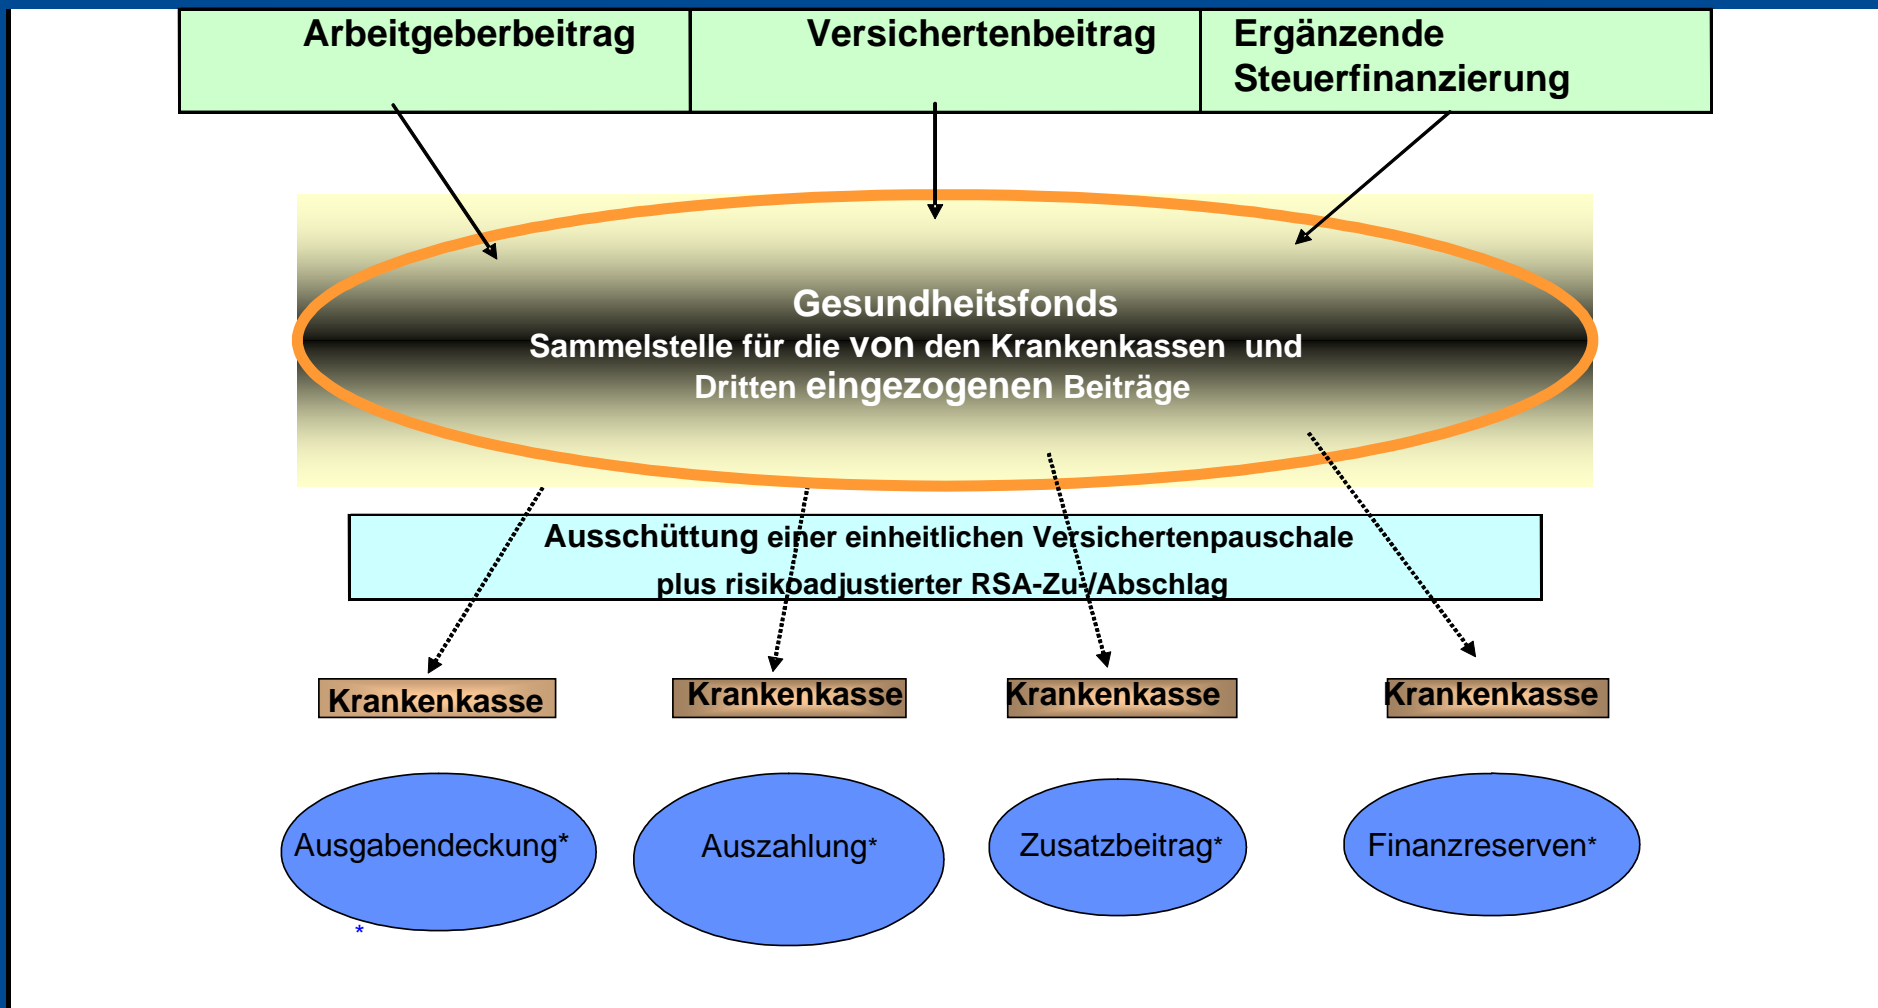 Arbeitgeberbeitrag
Versichertenbeitrag
Ergänzende
Steuerfinanzierung
Gesundheitsfonds
Sammelstelle für die von den Krankenkassen und
Dritten eingezogenen Beiträge
Ausschüttung einer einheitlichen Versichertenpauschale
plus risikoadjustierter RSA-Zu-/Abschlag
Krankenkasse
Krankenkasse
Krankenkasse
Krankenkasse
Ausgabendeckung*
Auszahlung*
Zusatzbeitrag*
Finanzreserven*
*